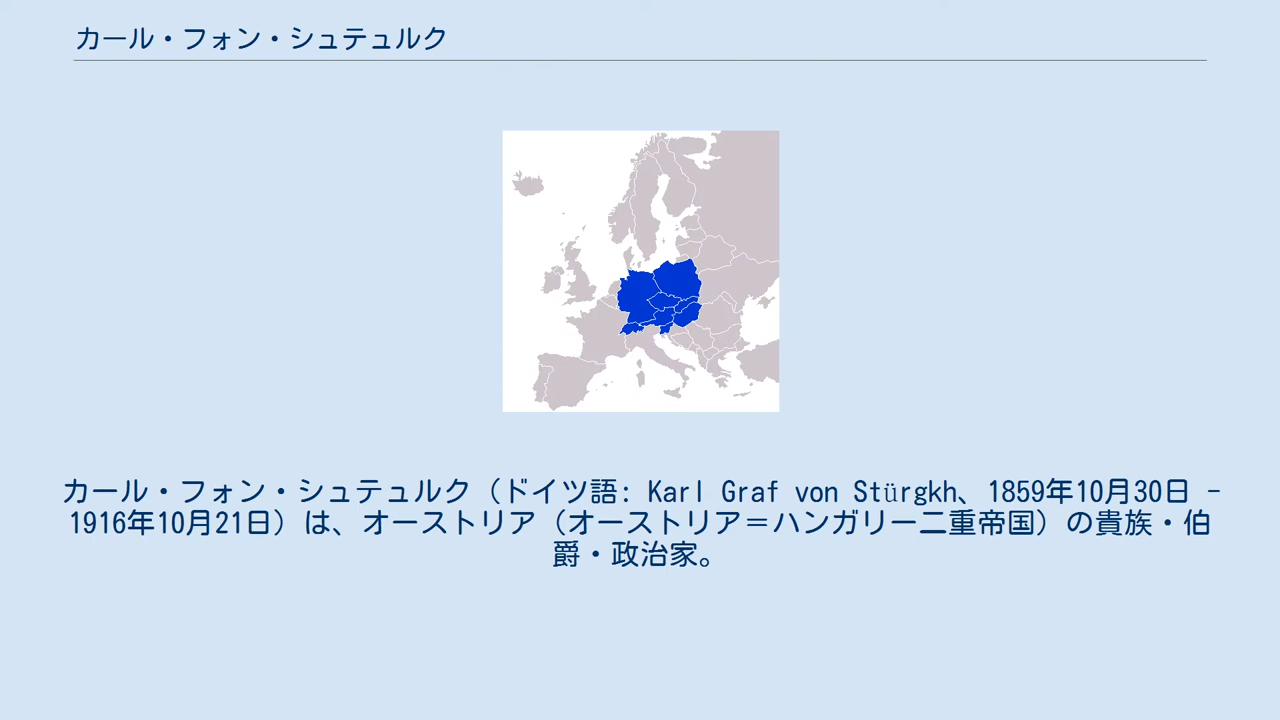 カール・フォン・シュテュルク
カール・フォン・シュテュルク（ドイツ語: Karl Graf von Stürgkh、1859年10月30日 -
1916年10月21日）は、オーストリア（オーストリア＝ハンガリー二重帝国）の貴族・伯
爵・政治家。